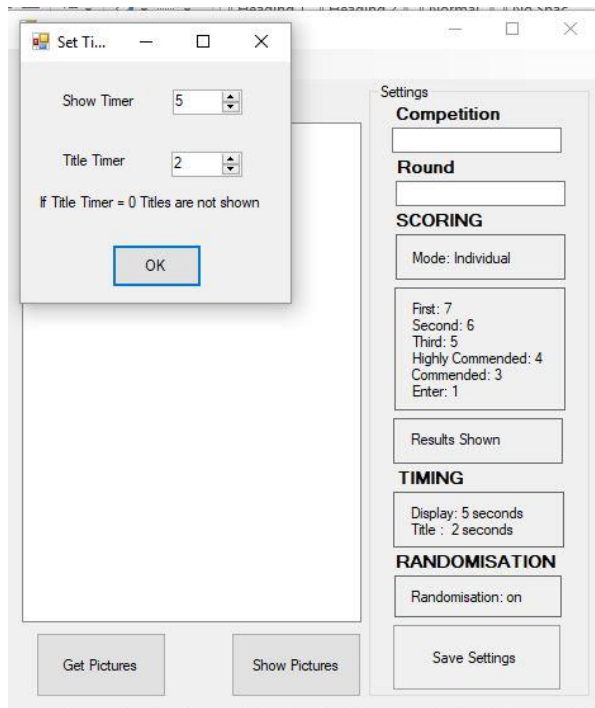 Set Ti...
Show Timer 5
Title Timer 2
If Title Timer = 0 Titles are not shown
OK
Settings
Competition
Round
SCORING
Mode: Individual
First: 7
Second: 6
Third: 5
Highly Commended: 4
Commended: 3
Enter: 1
Results Shown
TIMING
Display: 5 seconds
Title : 2 seconds
RANDOMISATION
Randomisation: on
Save Settings
Get Pictures
Show Pictures